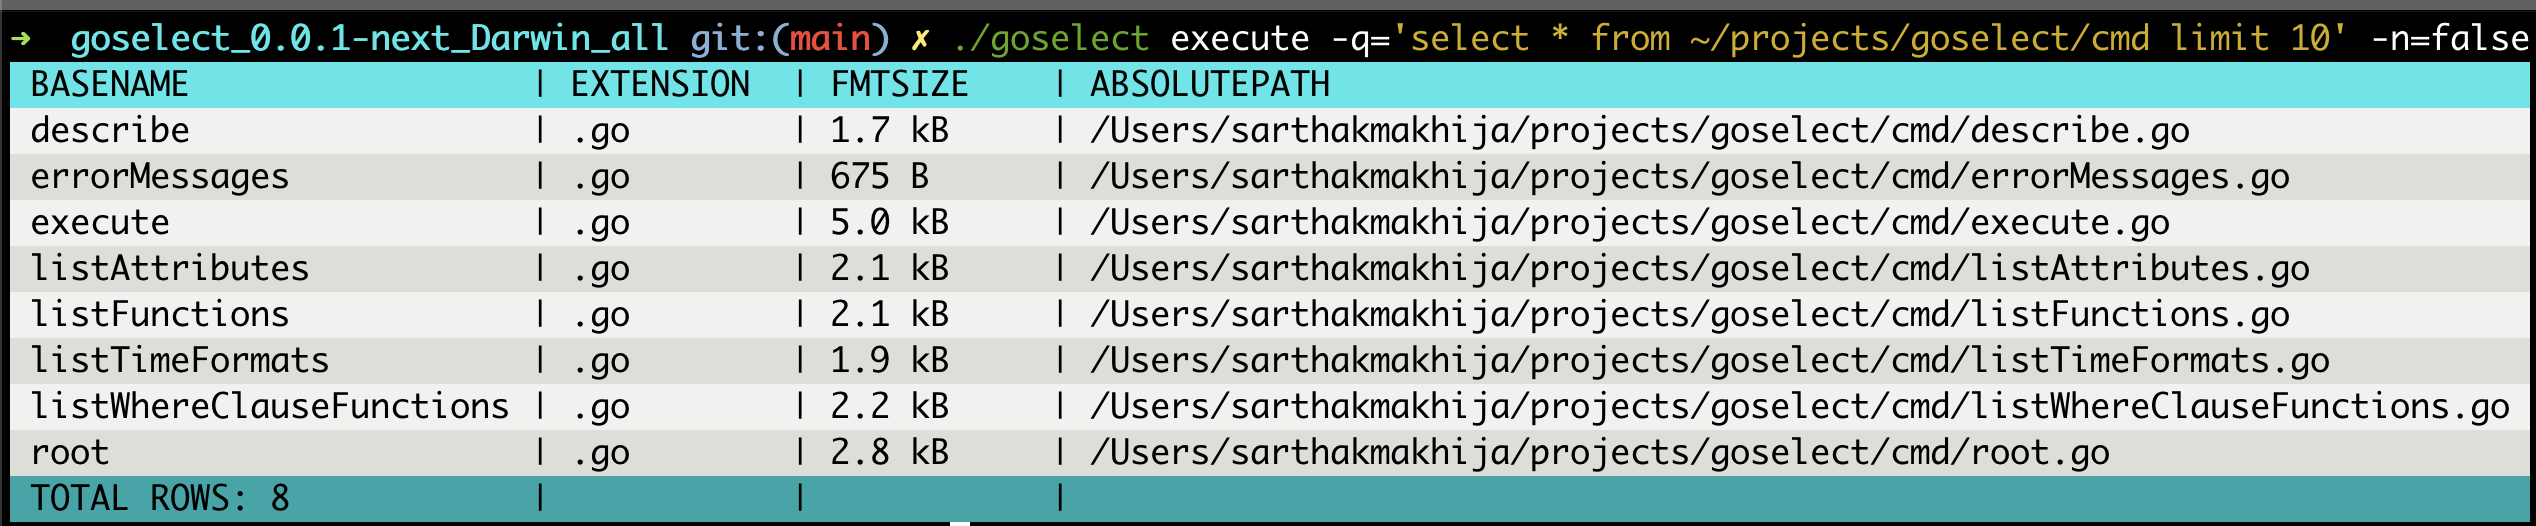 ➜  goselect_0.0.1-next_Darwin_all git:(main) ✗ ./goselect execute -q='select * from ~/projects/goselect/cmd limit 10' -n=false
BASENAME | EXTENSION | FMTSIZE | ABSOLUTEPATH
describe | .go | 1.7 kB | /Users/sarthakmakhija/projects/goselect/cmd/describe.go
errorMessages | .go | 675 B | /Users/sarthakmakhija/projects/goselect/cmd/errorMessages.go
execute | .go | 5.0 kB | /Users/sarthakmakhija/projects/goselect/cmd/execute.go
listAttributes | .go | 2.1 kB | /Users/sarthakmakhija/projects/goselect/cmd/listAttributes.go
listFunctions | .go | 2.1 kB | /Users/sarthakmakhija/projects/goselect/cmd/listFunctions.go
listTimeFormats | .go | 1.9 kB | /Users/sarthakmakhija/projects/goselect/cmd/listTimeFormats.go
listWhereClauseFunctions | .go | 2.2 kB | /Users/sarthakmakhija/projects/goselect/cmd/listWhereClauseFunctions.go
root | .go | 2.8 kB | /Users/sarthakmakhija/projects/goselect/cmd/root.go
TOTAL ROWS: 8 | | |